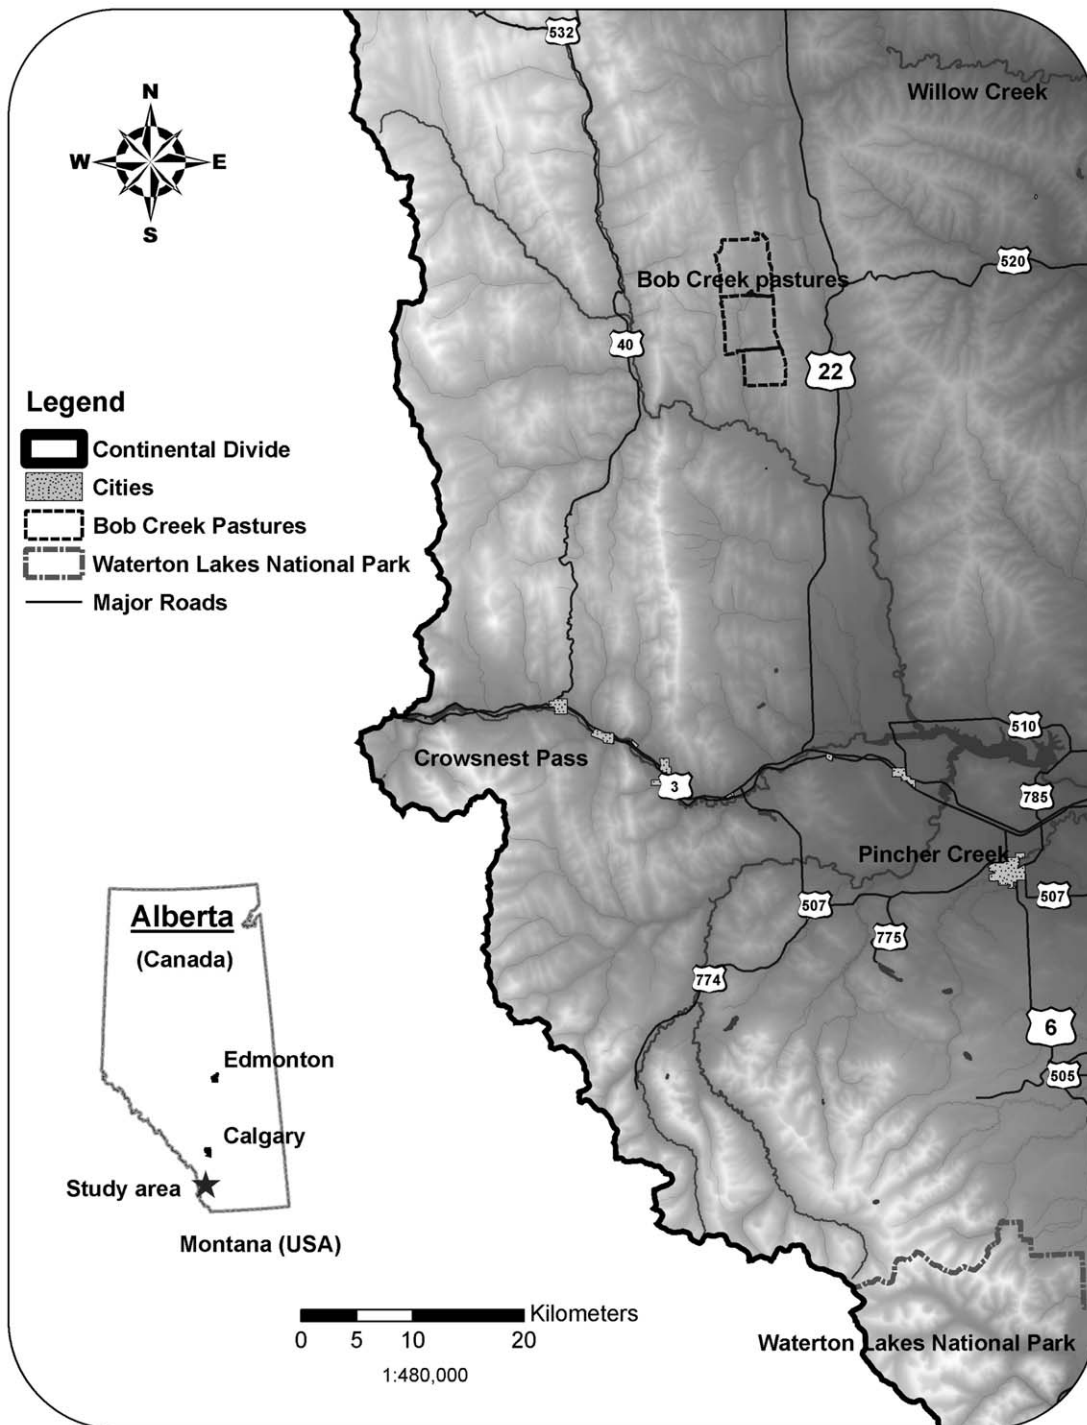 532
Willow Creek
N
W
E
S
520
Bob Creek pastures
40
22
Legend
Continental Divide
Cities
Bob Creek Pastures
Waterton Lakes National Park
Major Roads
510
Crowsnest Pass
3
785
Pincher Creek
507
507
775
774
6
505
Alberta
(Canada)
Edmonton
Calgary
Study area
Montana (USA)
Kilometers
0 5 10 20
1:480,000
Waterton Lakes National Park